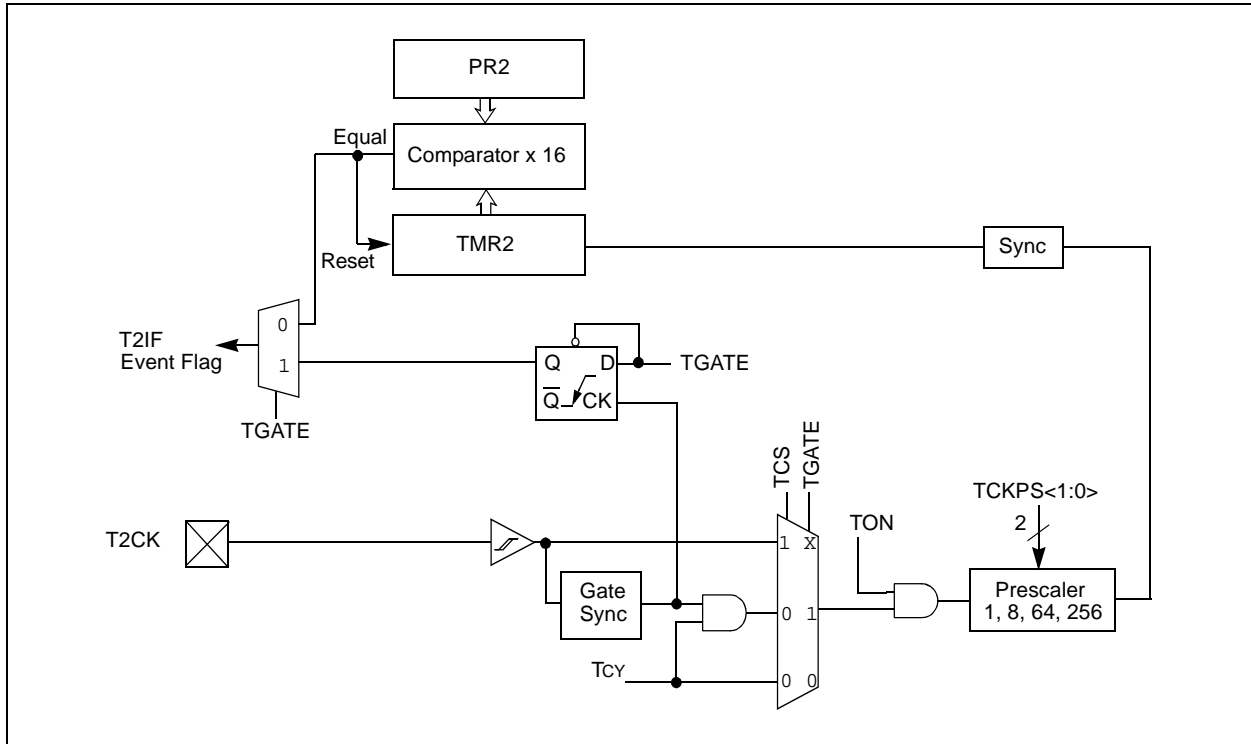 PR2
Equal
Comparator x 16
TMR2
Reset
Sync
0
T2IF
Event Flag
1
Q D
TGATE
Q̅ CK
TGATE
TCS
TGATE
TCKPS<1:0>
TON
2
T2CK
1 X
Gate
Sync
Prescaler
1, 8, 64, 256
0 1
TCY
0 0